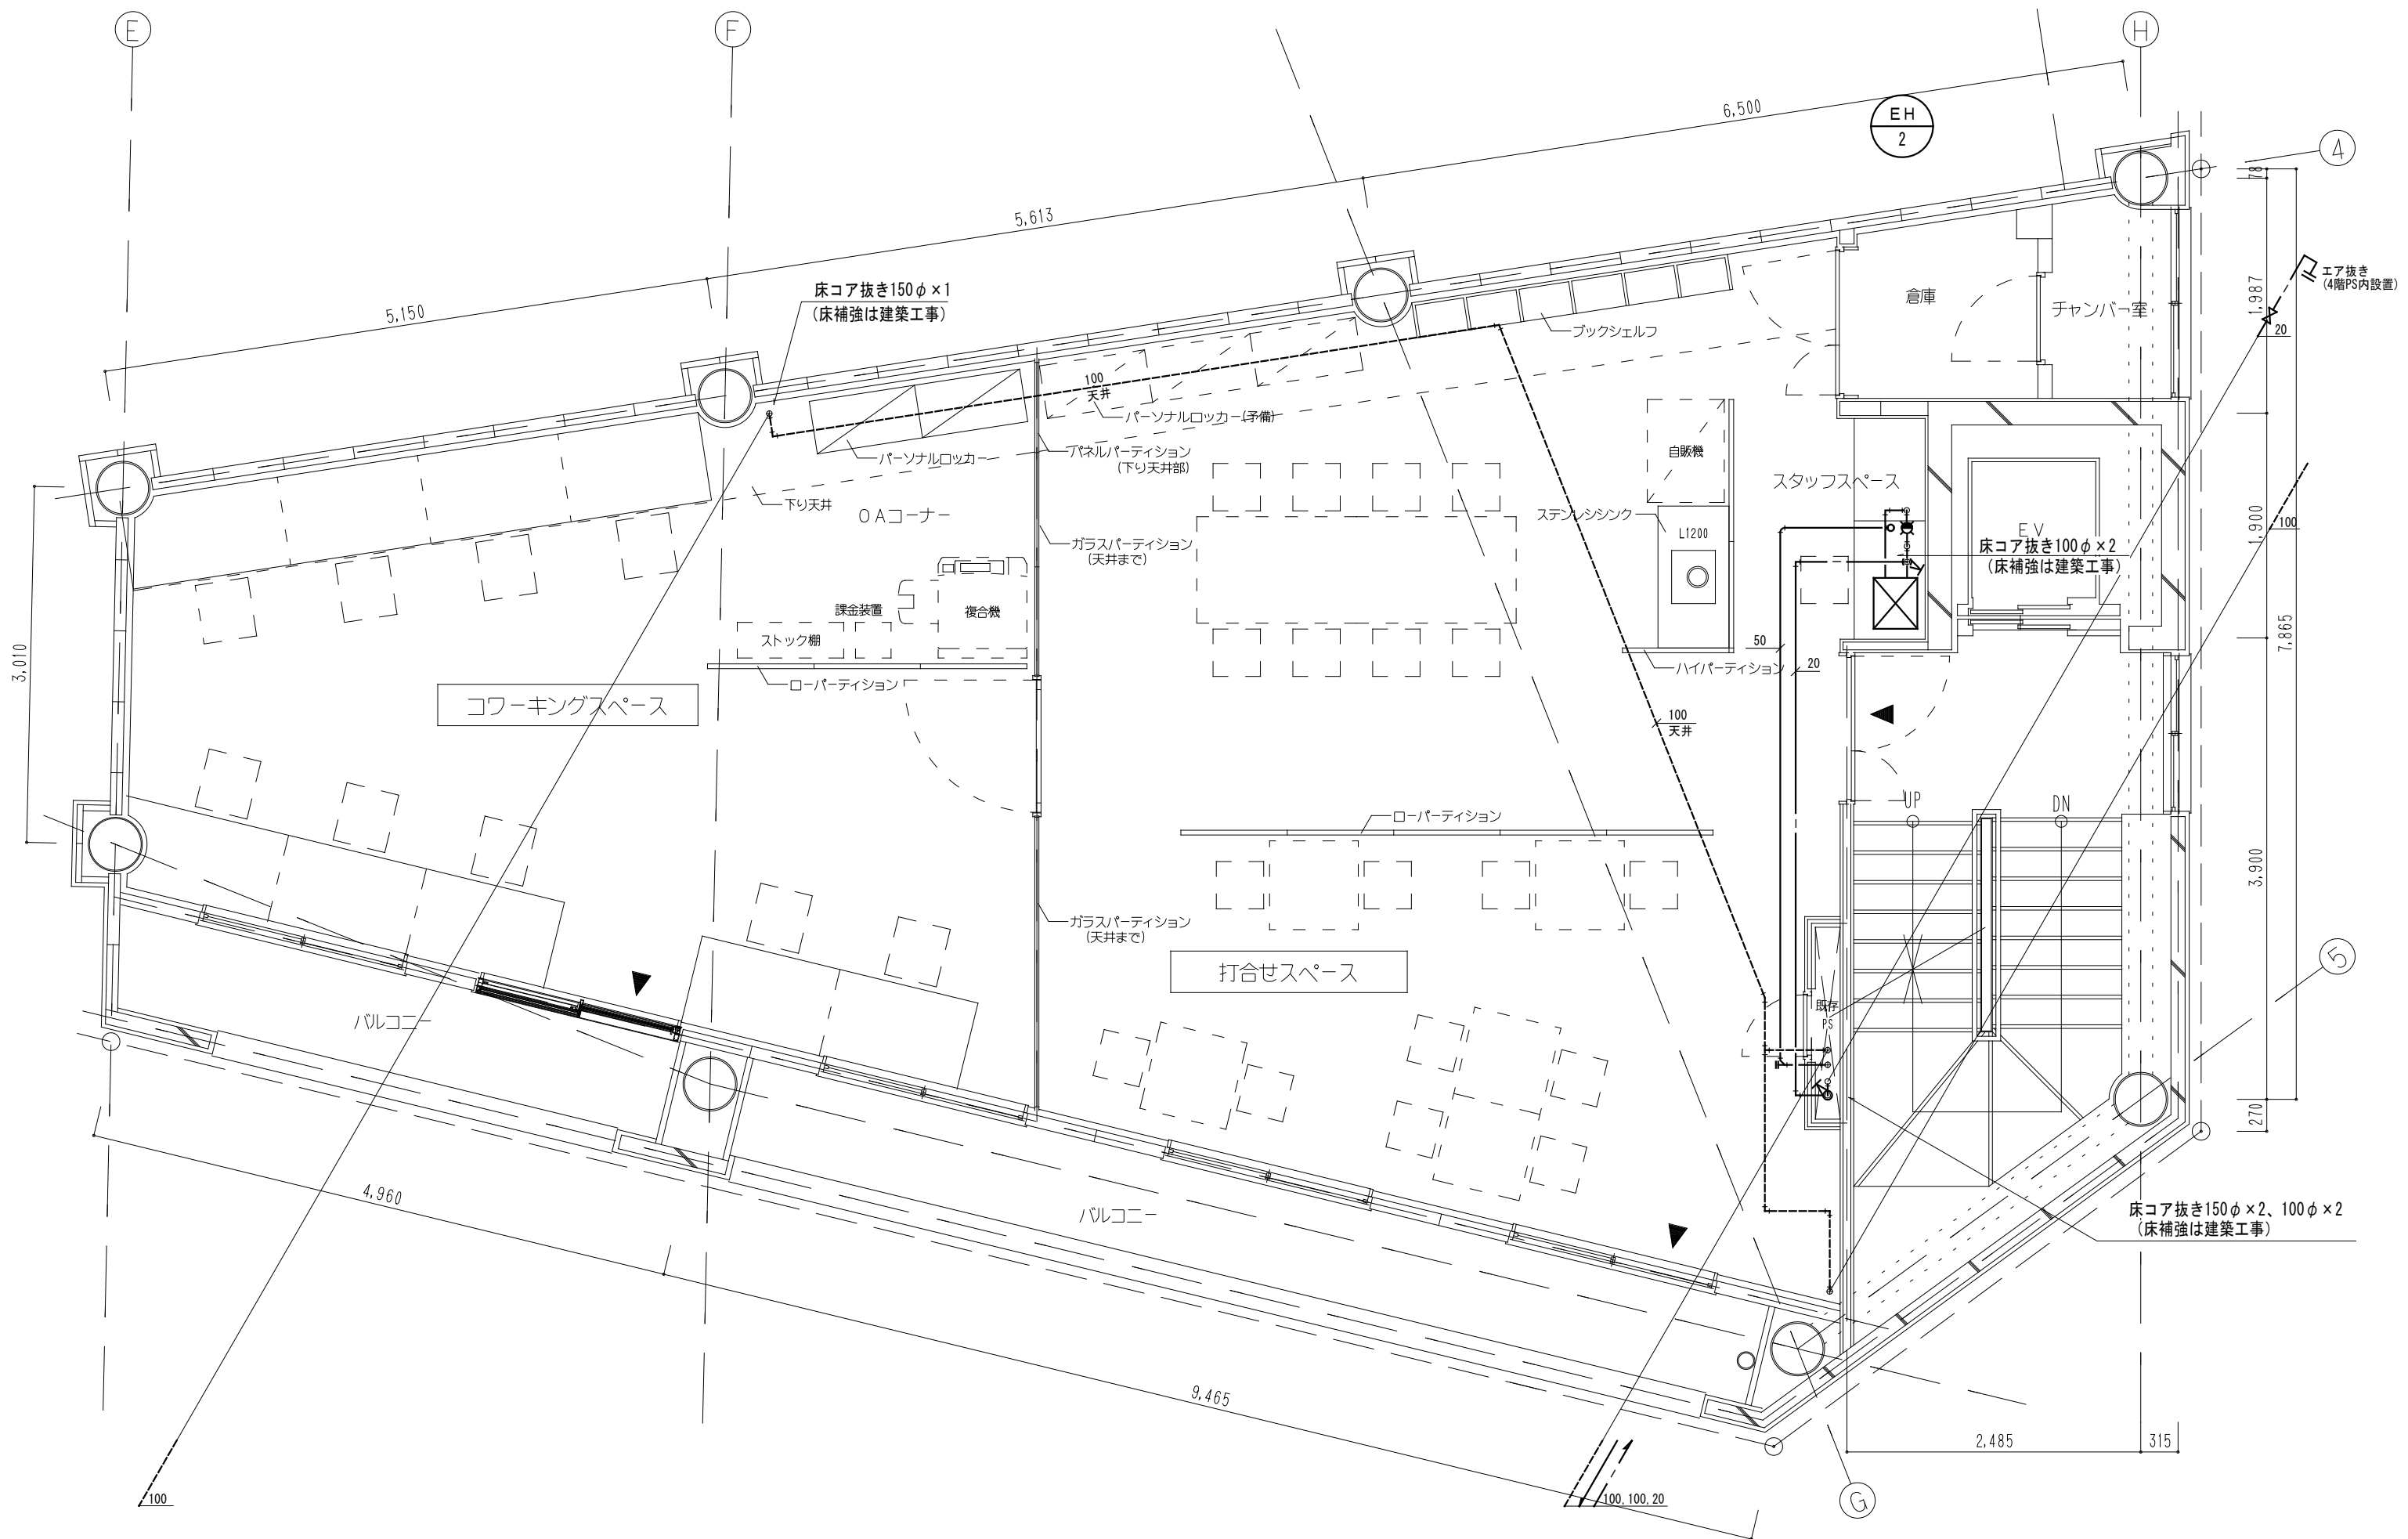 E
F
H
6,500
EH
2
4
78
5,613
エア抜き
(4階PS内設置)
床コア抜き150φ×1
(床補強は建築工事)
5,150
倉庫
チャンバー室
1,987
20
ブックシェルフ
100
天井
パーソナルロッカー(予備)
パーソナルロッカー
パネルパーティション
(下り天井部)
自販機
スタッフスペース
下り天井
OAコーナー
ステンレシシンク
L1200
EV
1,900
100
ガラスパーティション
(天井まで)
床コア抜き100φ×2
(床補強は建築工事)
課金装置
複合機
ストック棚
7,865
3,010
50
20
ハイパーティション
ローパーティション
コワーキングスペース
100
天井
UP
DN
ローパーティション
3,900
ガラスパーティション
(天井まで)
打合せスペース
5
バルコニー
既存
PS
270
4,960
バルコニー
床コア抜き150φ×2、100φ×2
(床補強は建築工事)
9,465
2,485
315
100
100,100,20
G